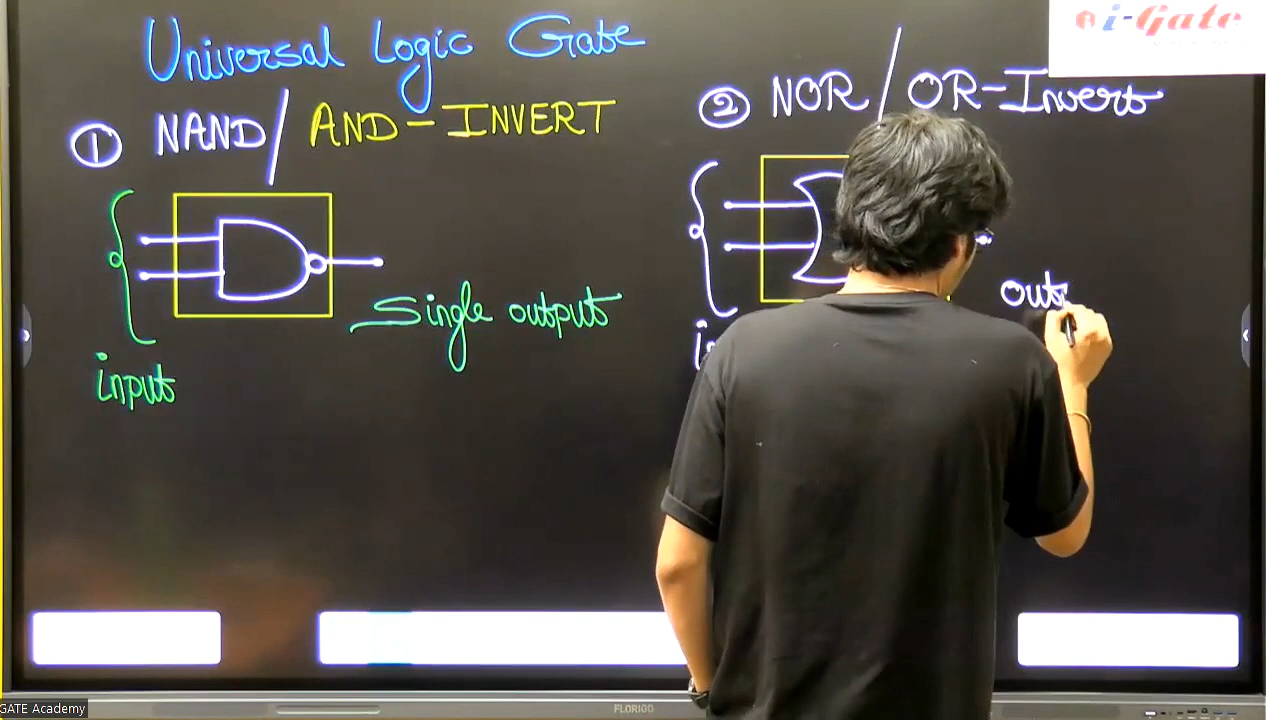 Universal Logic Gate
① NAND/ AND-INVERT
Single output
input
② NOR/ OR-Invert
out
i-Gate
GATE Academy
FLORIGO